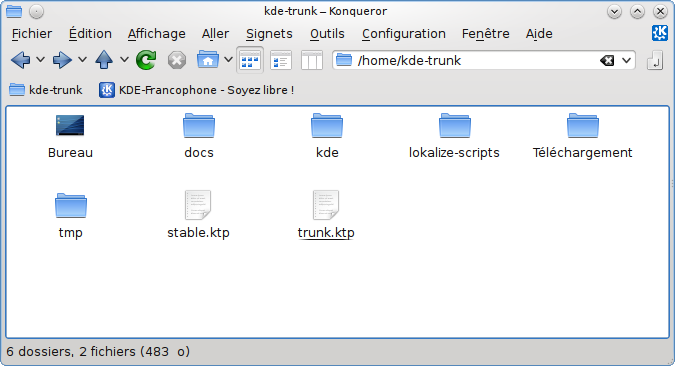 kde-trunk – Konqueror
Fichier Édition Affichage Aller Signets Outils Configuration Fenêtre Aide
/home/kde-trunk
kde-trunk KDE-Francophone - Soyez libre !
Bureau docs kde lokalize-scripts Téléchargement
tmp stable.ktp trunk.ktp
6 dossiers, 2 fichiers (483 o)